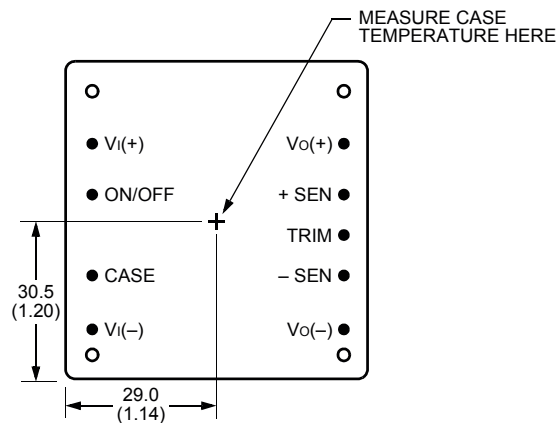 MEASURE CASE
TEMPERATURE HERE
VI(+)
VO(+)
ON/OFF
+ SEN
TRIM
CASE
– SEN
30.5
(1.20)
VI(–)
VO(–)
29.0
(1.14)